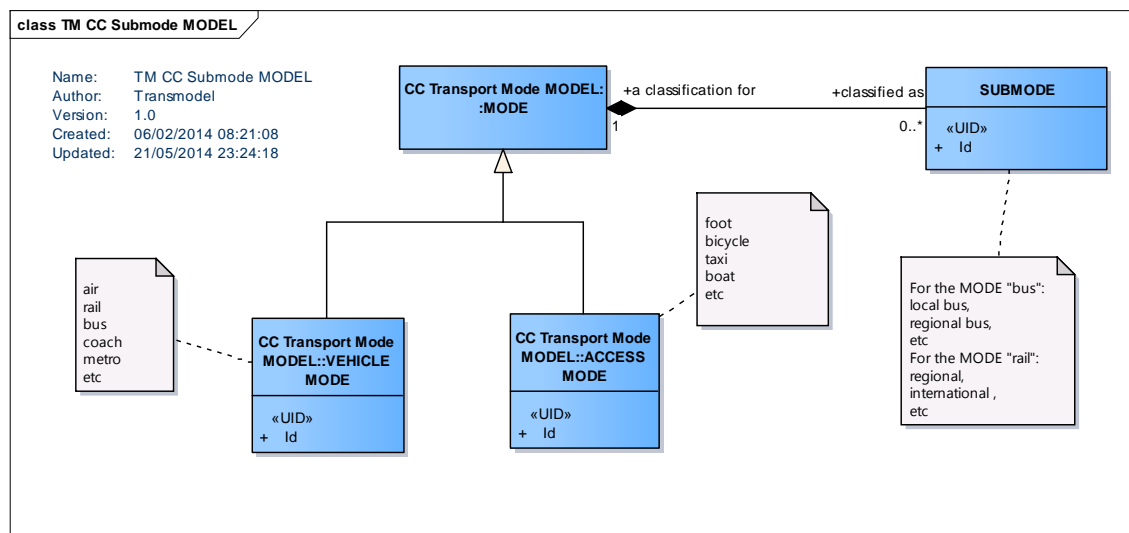 class TM CC Submode MODEL
Name: TM CC Submode MODEL
Author: Transmodel
Version: 1.0
Created: 06/02/2014 08:21:08
Updated: 21/05/2014 23:24:18
CC Transport Mode MODEL:
:MODE
+a classification for
1
+classified as
0..*
SUBMODE
«UID»
+ Id
foot
bicycle
taxi
boat
etc
air
rail
bus
coach
metro
etc
CC Transport Mode
MODEL::VEHICLE
MODE
«UID»
+ Id
CC Transport Mode
MODEL::ACCESS
MODE
«UID»
+ Id
For the MODE "bus":
local bus,
regional bus,
etc
For the MODE "rail":
regional,
international ,
etc